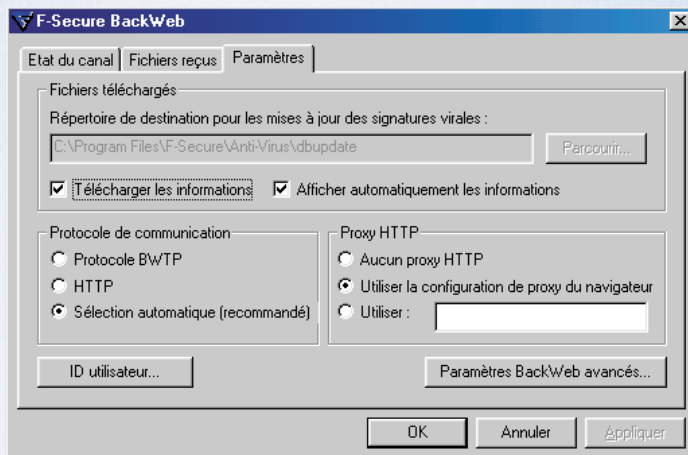 F-Secure BackWeb
Etat du canal
Fichiers reçus
Paramètres
Fichiers téléchargés
Répertoire de destination pour les mises à jour des signatures virales :
C:\Program Files\F-Secure\Anti-Virus\dbupdate
Parcourir...
Télécharger les informations
Afficher automatiquement les informations
Protocole de communication
Protocole BWTP
HTTP
Sélection automatique (recommandé)
Proxy HTTP
Aucun proxy HTTP
Utiliser la configuration de proxy du navigateur
Utiliser :
ID utilisateur...
Paramètres BackWeb avancés...
OK
Annuler
Appliquer